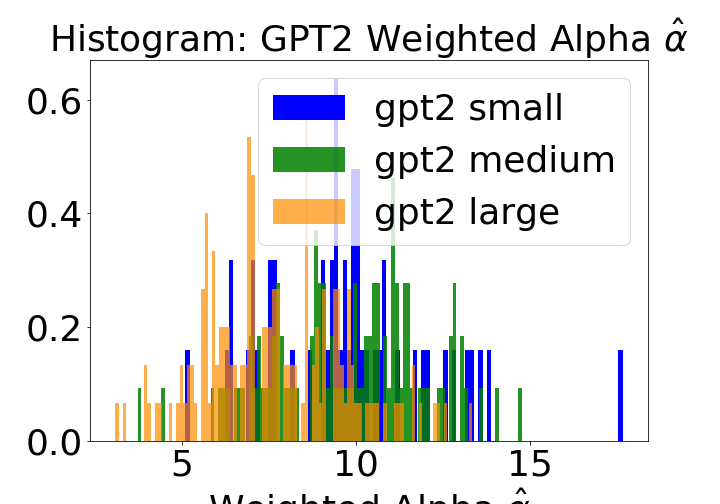 Histogram: GPT2 Weighted Alpha α̂
gpt2 small
gpt2 medium
gpt2 large
0.6
0.4
0.2
0.0
5 10 15
Weighted Alpha α̂